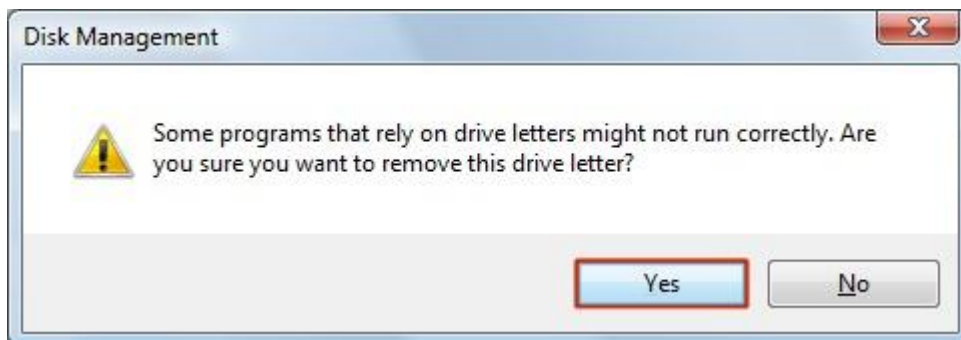 Disk Management
Some programs that rely on drive letters might not run correctly. Are
you sure you want to remove this drive letter?
Yes
No